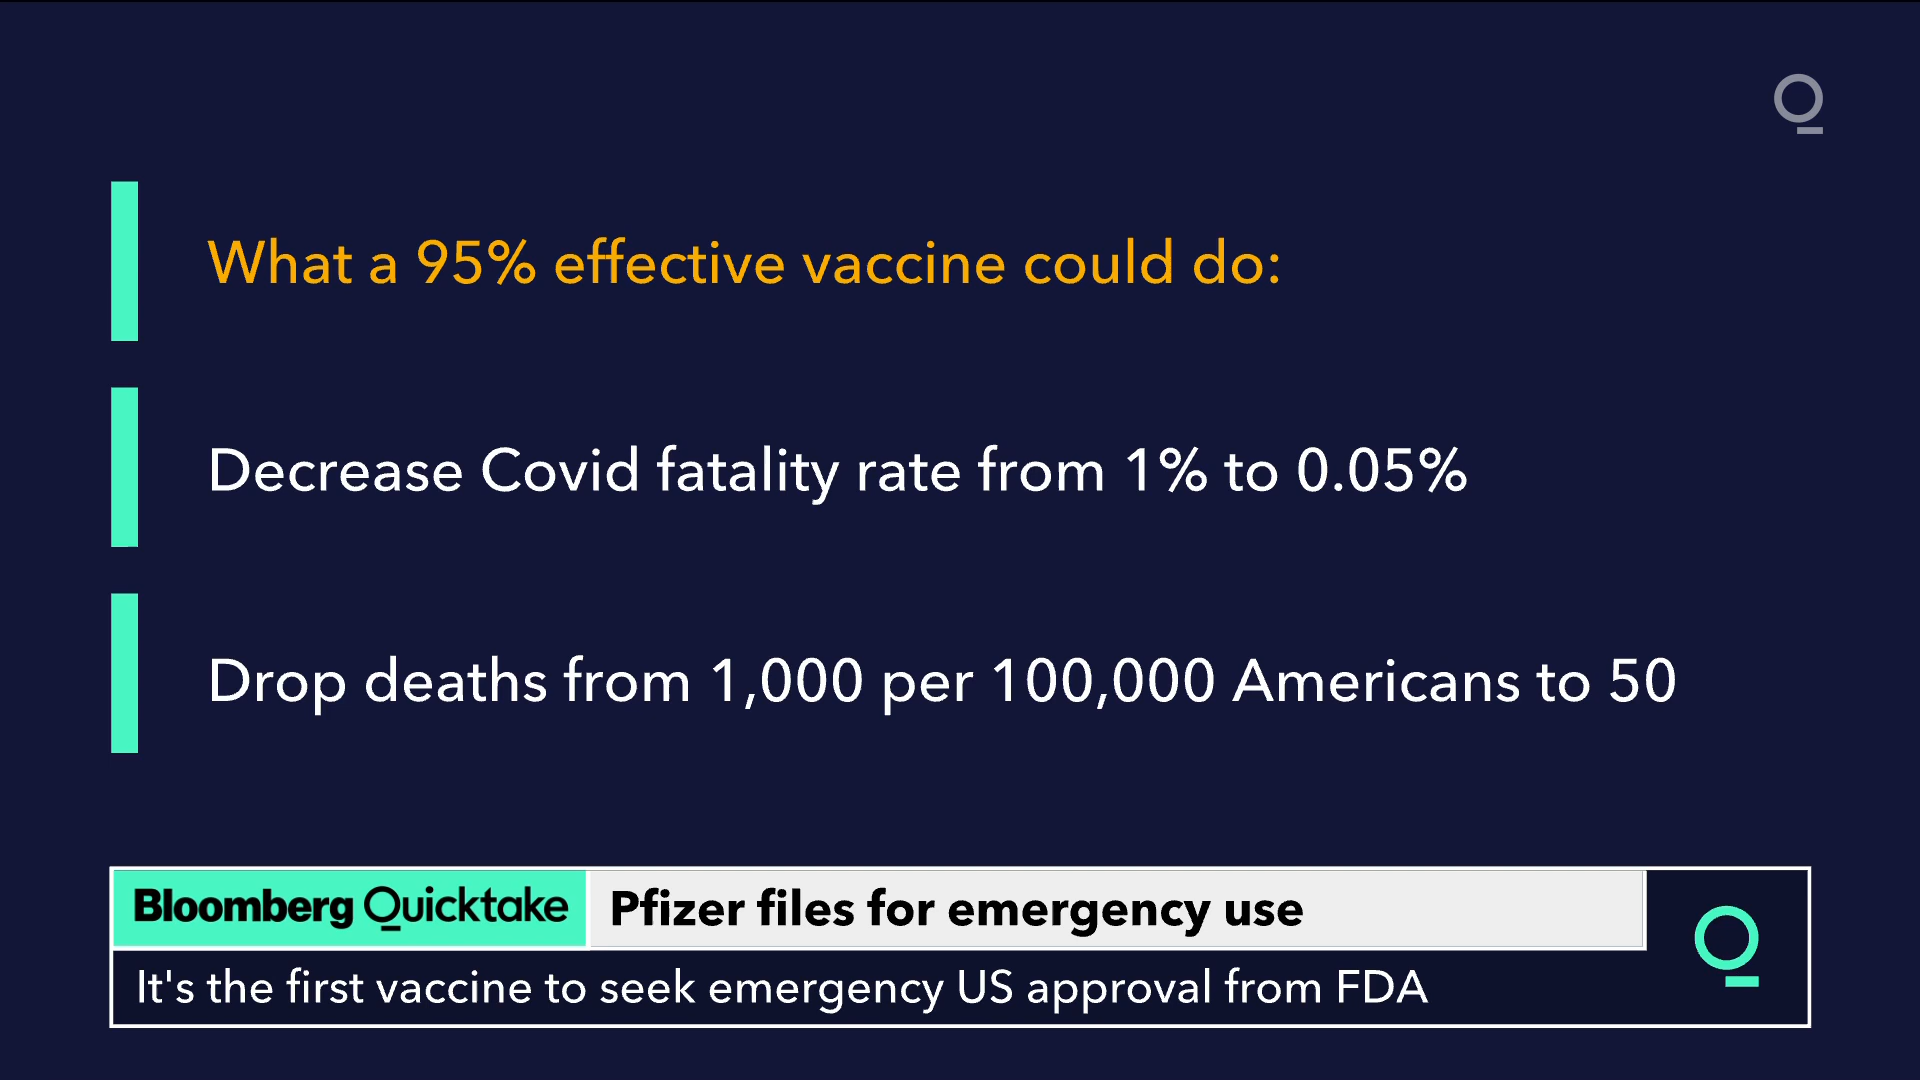 What a 95% effective vaccine could do:
Decrease Covid fatality rate from 1% to 0.05%
Drop deaths from 1,000 per 100,000 Americans to 50
Bloomberg Quicktake
Pfizer files for emergency use
It's the first vaccine to seek emergency US approval from FDA